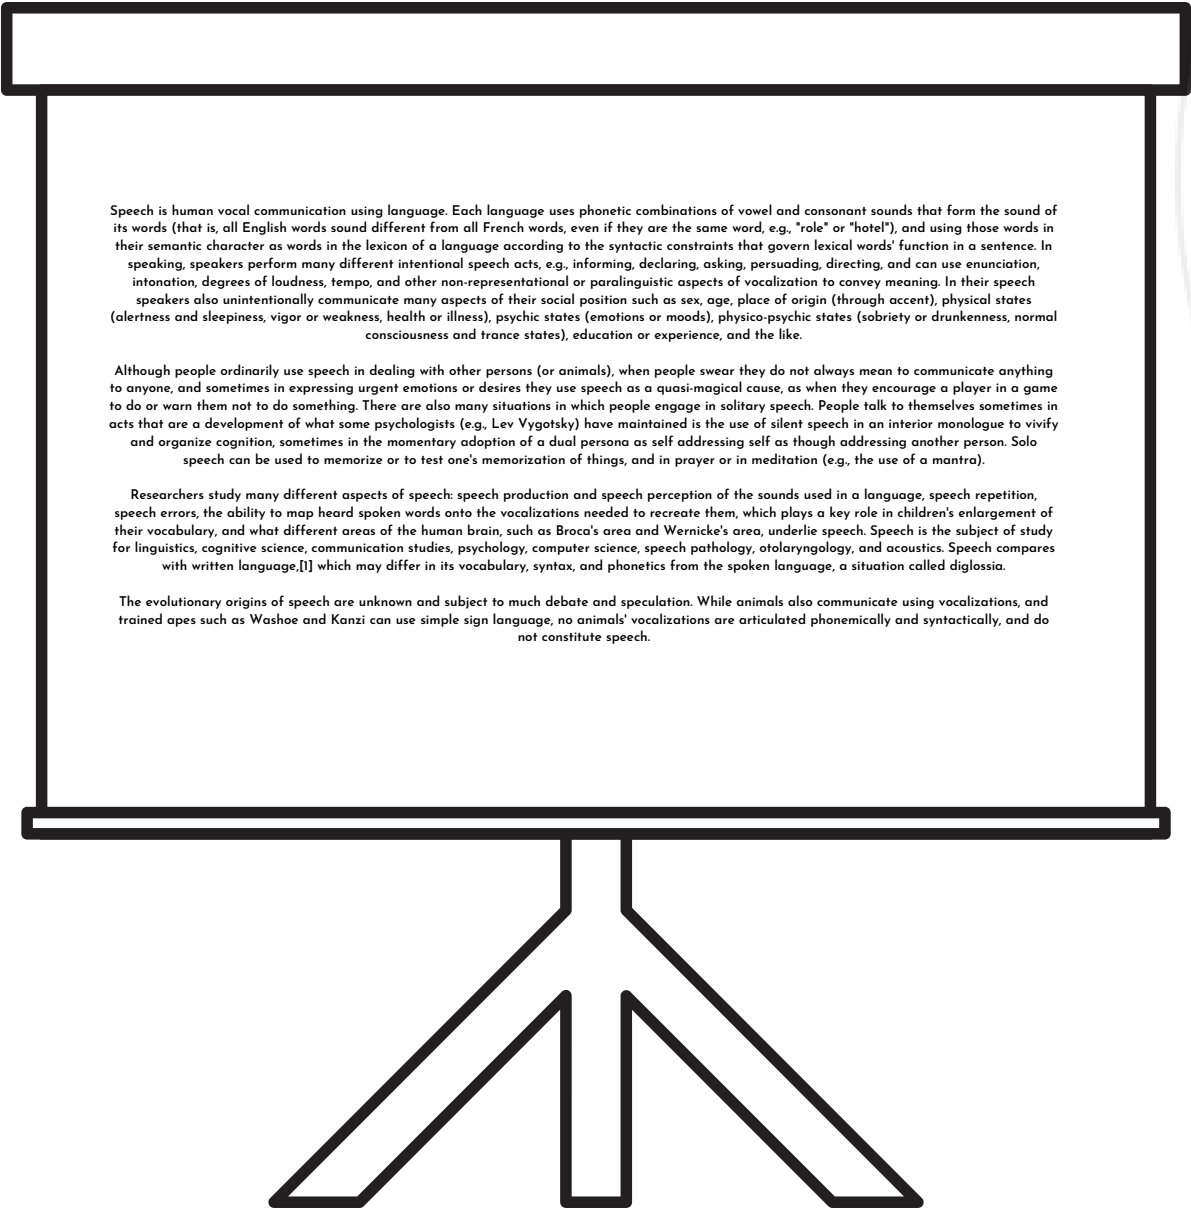 Speech is human vocal communication using language. Each language uses phonetic combinations of vowel and consonant sounds that form the sound of
its words (that is, all English words sound different from all French words, even if they are the same word, e.g., "role" or "hotel"), and using those words in
their semantic character as words in the lexicon of a language according to the syntactic constraints that govern lexical words' function in a sentence. In
speaking, speakers perform many different intentional speech acts, e.g., informing, declaring, asking, persuading, directing, and can use enunciation,
intonation, degrees of loudness, tempo, and other non-representational or paralinguistic aspects of vocalization to convey meaning. In their speech
speakers also unintentionally communicate many aspects of their social position such as sex, age, place of origin (through accent), physical states
(alertness and sleepiness, vigor or weakness, health or illness), psychic states (emotions or moods), physico-psychic states (sobriety or drunkenness, normal
consciousness and trance states), education or experience, and the like.
Although people ordinarily use speech in dealing with other persons (or animals), when people swear they do not always mean to communicate anything
to anyone, and sometimes in expressing urgent emotions or desires they use speech as a quasi-magical cause, as when they encourage a player in a game
to do or warn them not to do something. There are also many situations in which people engage in solitary speech. People talk to themselves sometimes in
acts that are a development of what some psychologists (e.g., Lev Vygotsky) have maintained is the use of silent speech in an interior monologue to vivify
and organize cognition, sometimes in the momentary adoption of a dual persona as self addressing self as though addressing another person. Solo
speech can be used to memorize or to test one's memorization of things, and in prayer or in meditation (e.g., the use of a mantra).
Researchers study many different aspects of speech: speech production and speech perception of the sounds used in a language, speech repetition,
speech errors, the ability to map heard spoken words onto the vocalizations needed to recreate them, which plays a key role in children's enlargement of
their vocabulary, and what different areas of the human brain, such as Broca's area and Wernicke's area, underlie speech. Speech is the subject of study
for linguistics, cognitive science, communication studies, psychology, computer science, speech pathology, otolaryngology, and acoustics. Speech compares
with written language,[1] which may differ in its vocabulary, syntax, and phonetics from the spoken language, a situation called diglossia.
The evolutionary origins of speech are unknown and subject to much debate and speculation. While animals also communicate using vocalizations, and
trained apes such as Washoe and Kanzi can use simple sign language, no animals' vocalizations are articulated phonemically and syntactically, and do
not constitute speech.